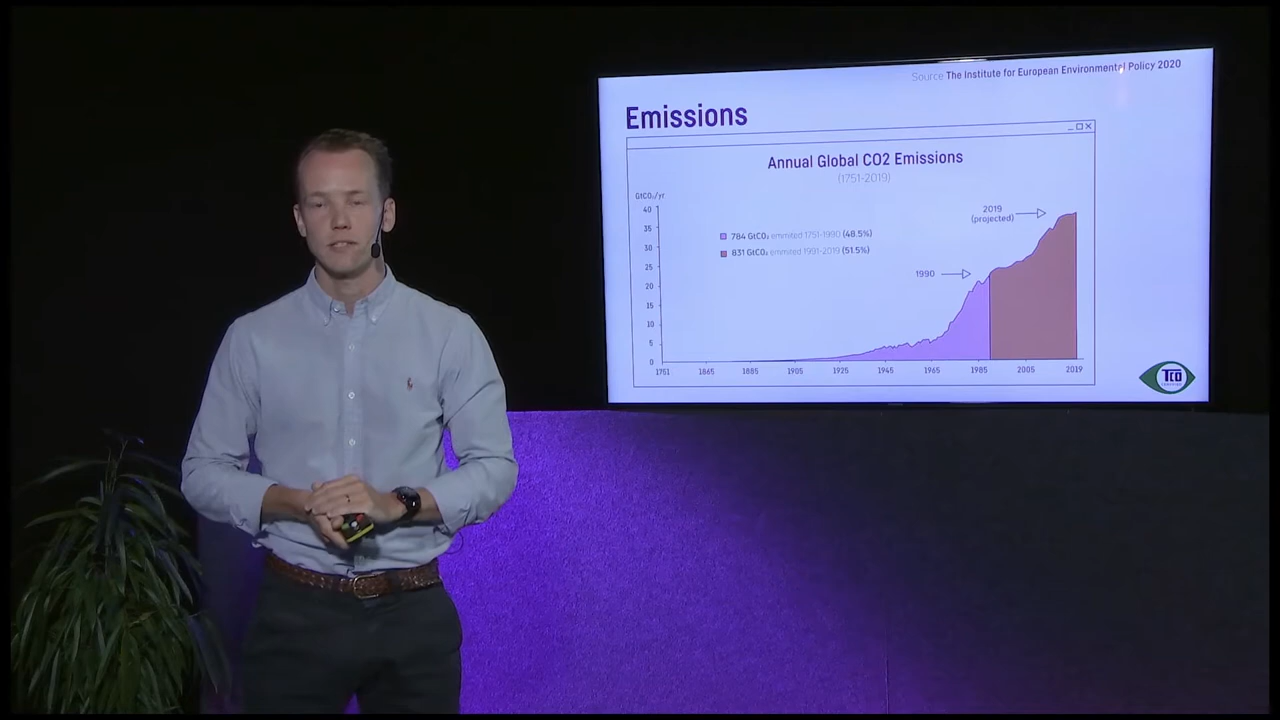 Source The Institute for European Environmental Policy 2020
Emissions
Annual Global CO2 Emissions
(1751-2019)
GtCO₂/yr
40
35
30
25
20
15
10
5
0
784 GtCO₂ emmited 1751-1990 (48.5%)
831 GtCO₂ emmited 1991-2019 (51.5%)
2019
(projected)
1990
1751 1865 1885 1905 1925 1945 1965 1985 2005 2019
TCO